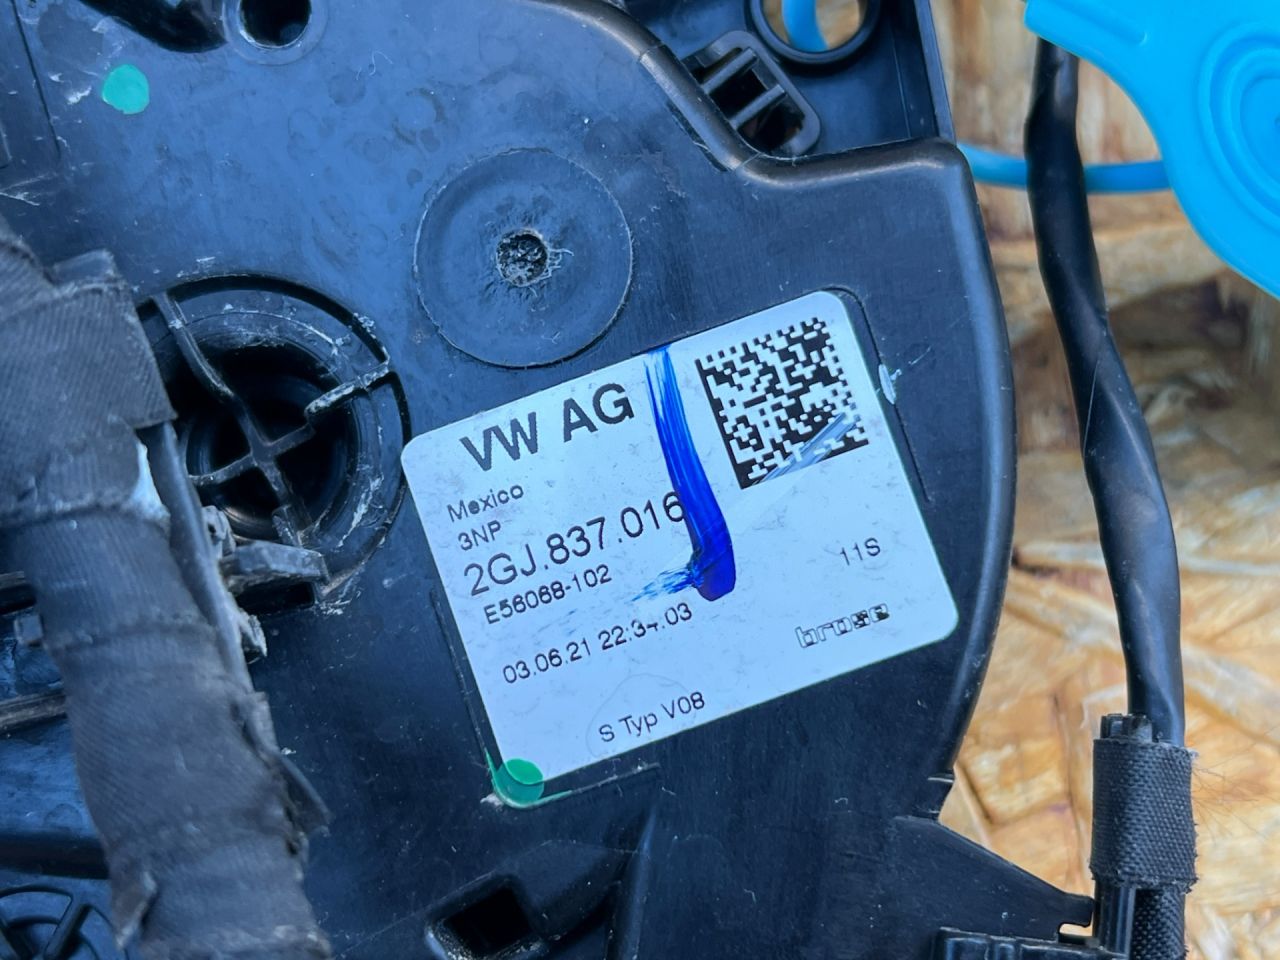 VW AG
Mexico
3NP
2GJ.837.016
E56068-102
11S
03.06.21 22:34:03
brose
S Typ V08